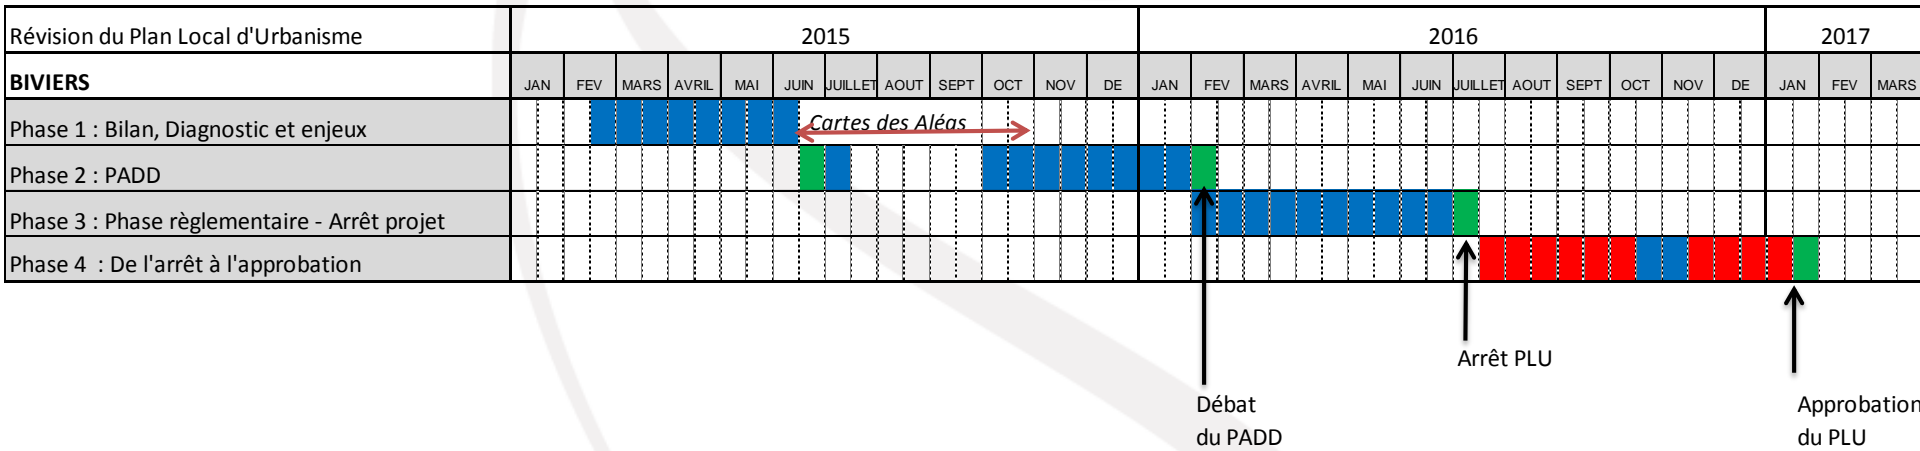 Révision du Plan Local d'Urbanisme 2015 2016 2017
BIVIERS JAN FEV MARS AVRIL MAI JUIN JUILLET AOUT SEPT OCT NOV DE JAN FEV MARS AVRIL MAI JUIN JUILLET AOUT SEPT OCT NOV DE JAN FEV MARS
Phase 1 : Bilan, Diagnostic et enjeux Cartes des Aléas
Phase 2 : PADD
Phase 3 : Phase règlementaire - Arrêt projet
Phase 4 : De l'arrêt à l'approbation
Arrêt PLU
Débat
du PADD
Approbation
du PLU